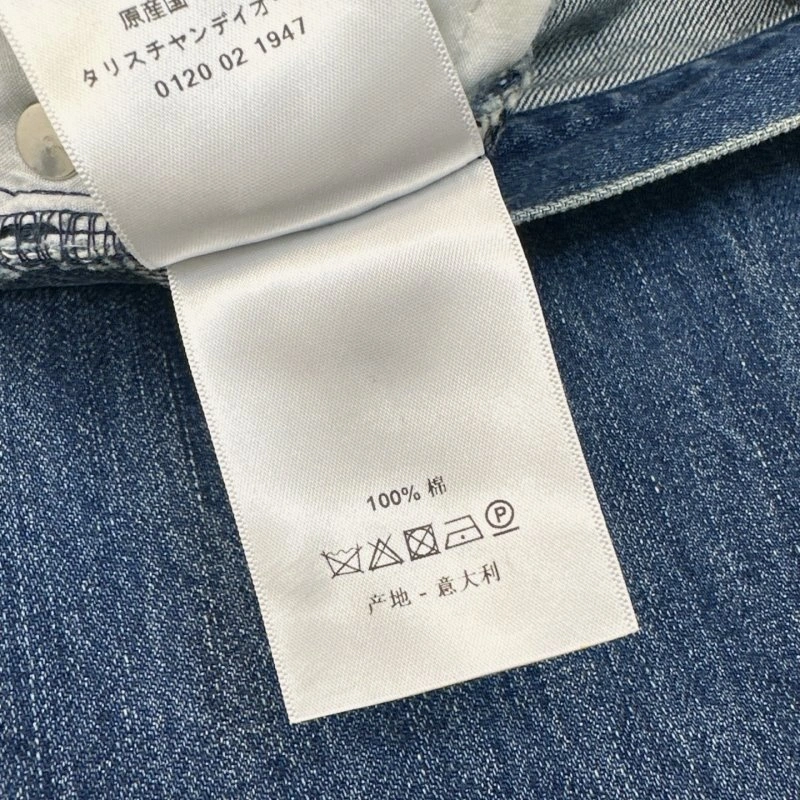 原産国
タリスチヤンデイオ
0120 02 1947
100% 棉
P
产地 - 意大利